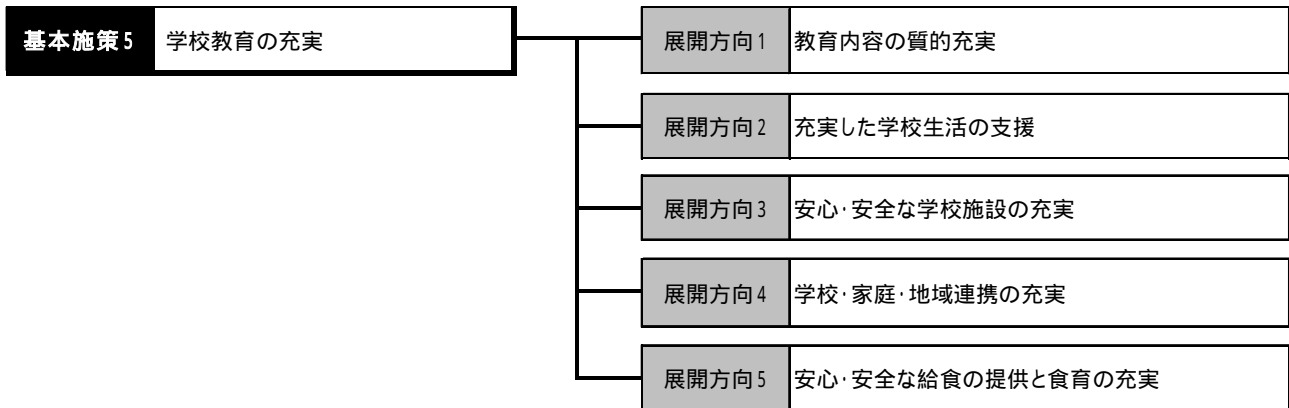 基本施策5 学校教育の充実
展開方向1 教育内容の質的充実
展開方向2 充実した学校生活の支援
展開方向3 安心・安全な学校施設の充実
展開方向4 学校・家庭・地域連携の充実
展開方向5 安心・安全な給食の提供と食育の充実